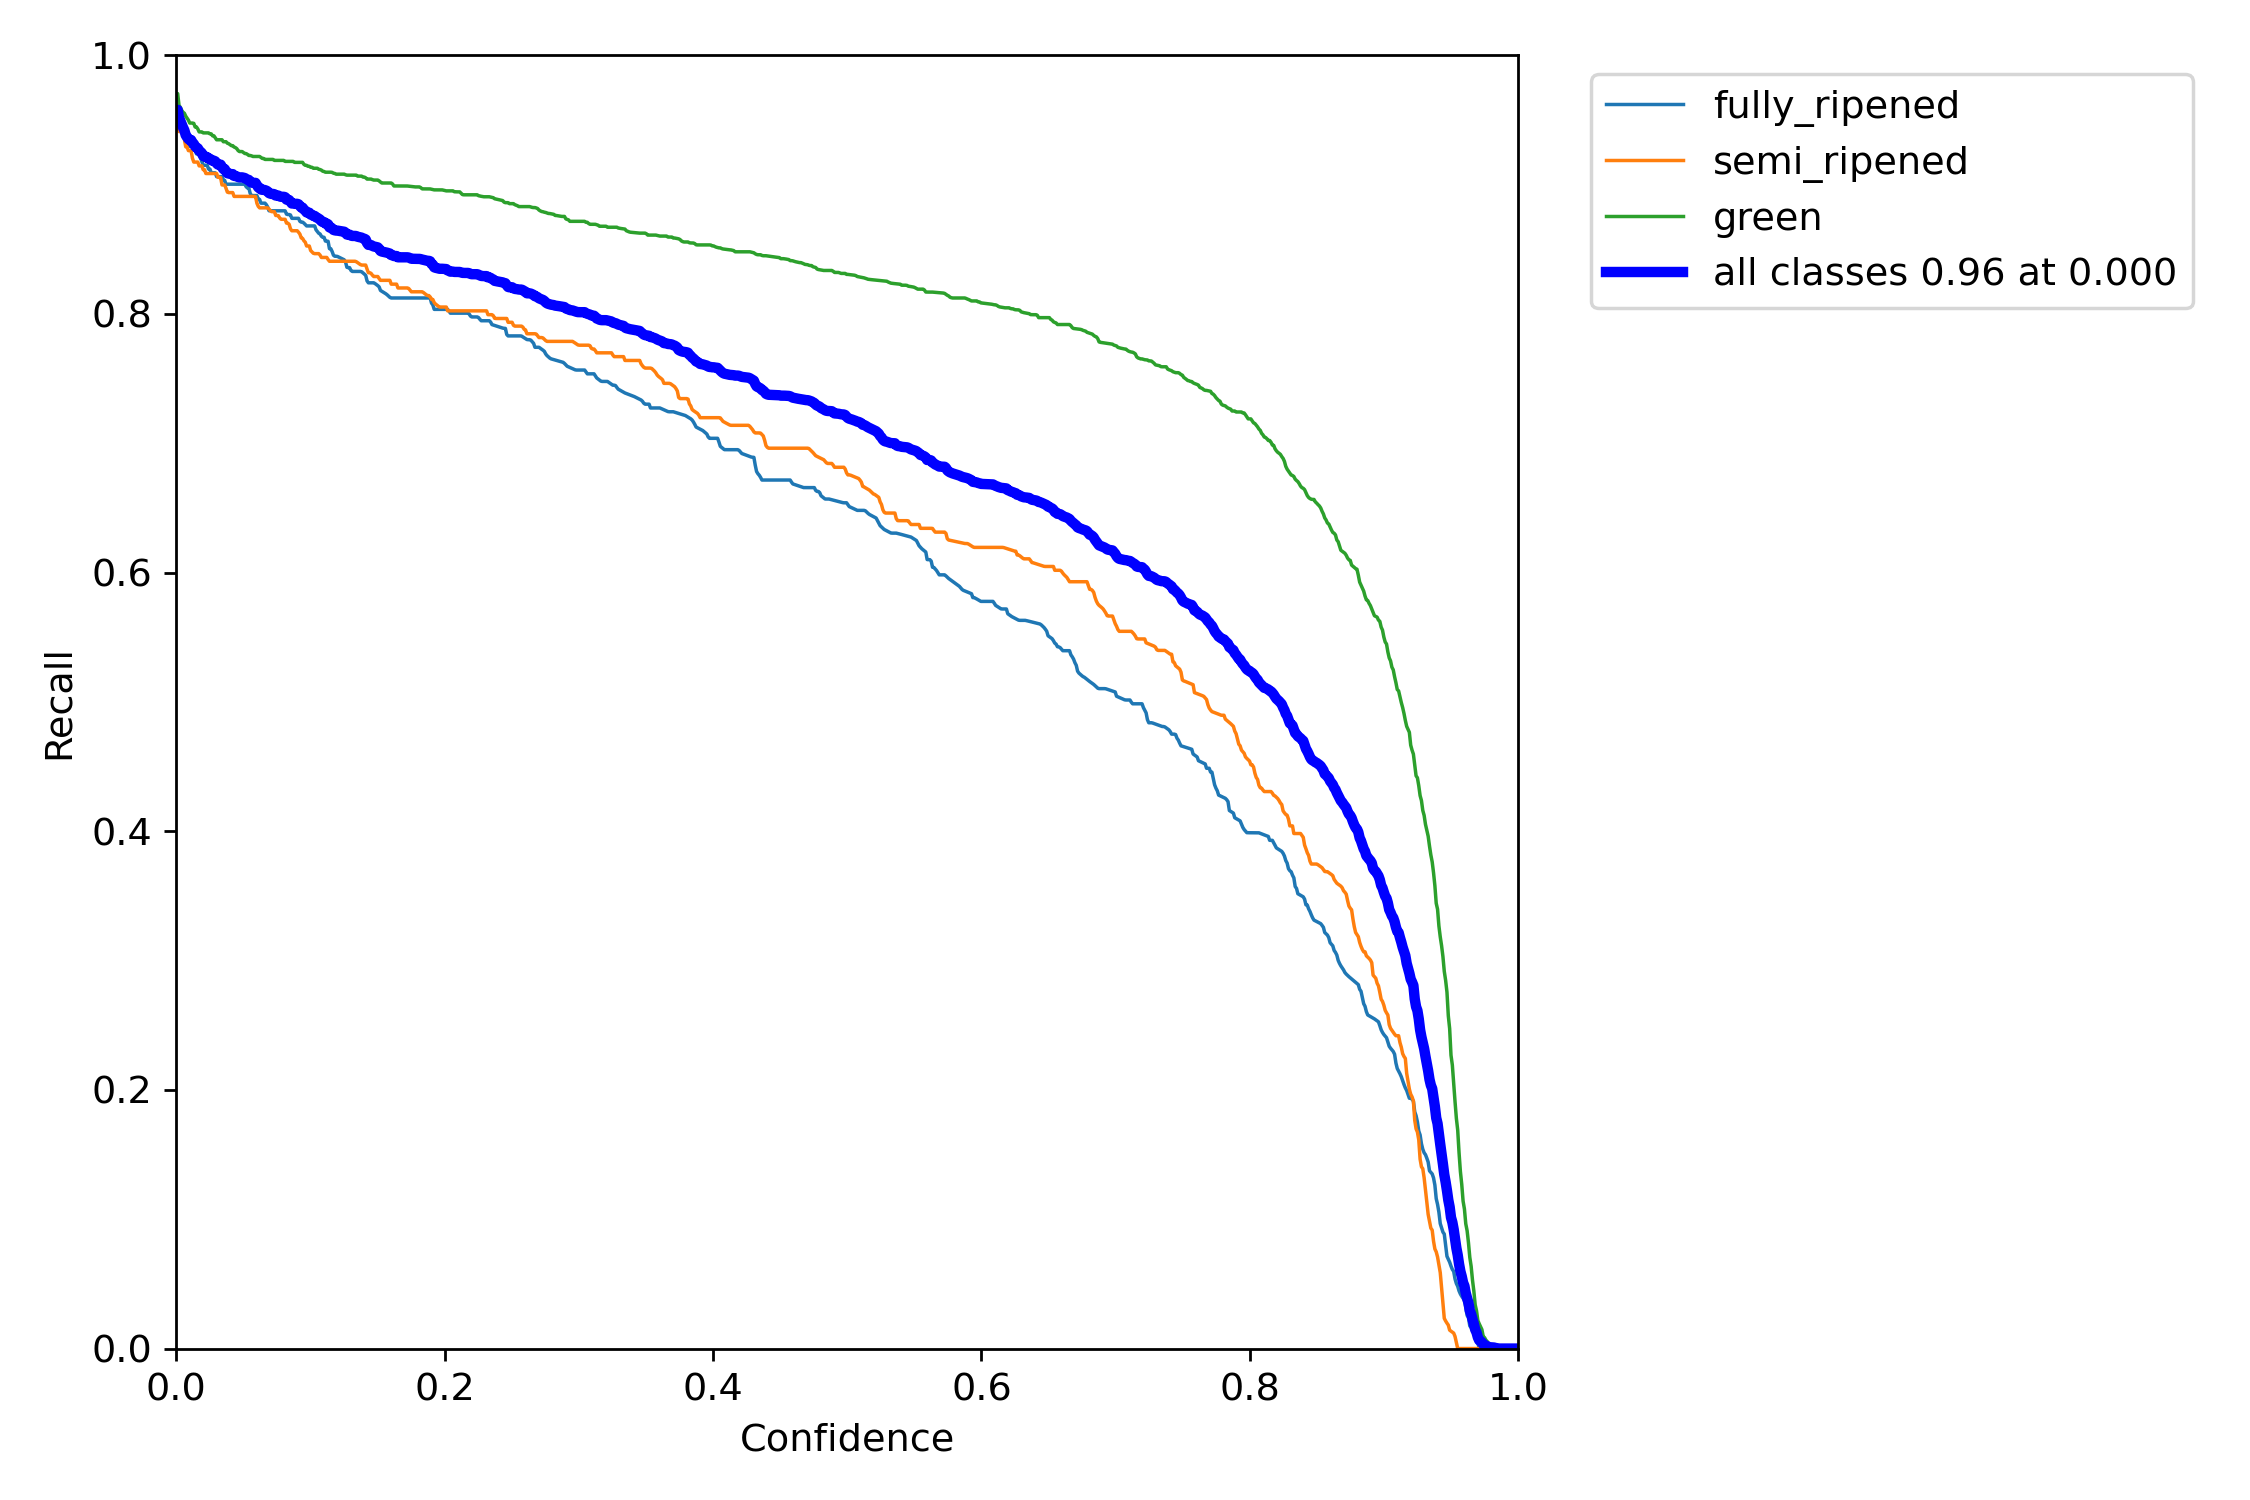 1.0
0.8
0.6
0.4
0.2
0.0
Recall
0.0 0.2 0.4 0.6 0.8 1.0
Confidence
fully_ripened
semi_ripened
green
all classes 0.96 at 0.000